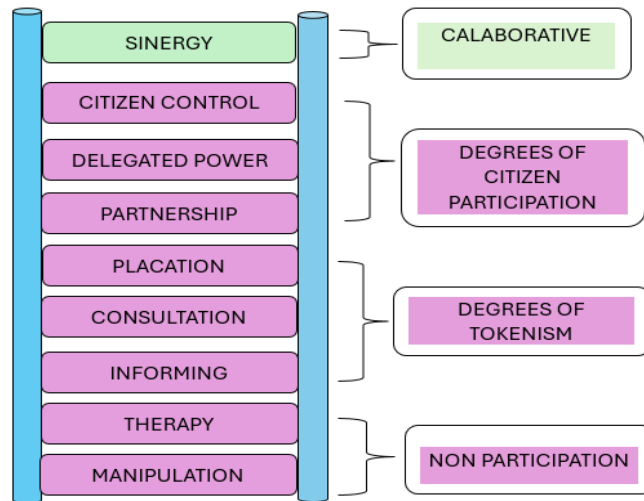 SINERGY
CALABORATIVE
CITIZEN CONTROL
DELEGATED POWER
PARTNERSHIP
DEGREES OF
CITIZEN
PARTICIPATION
PLACATION
CONSULTATION
INFORMING
DEGREES OF
TOKENISM
THERAPY
MANIPULATION
NON PARTICIPATION